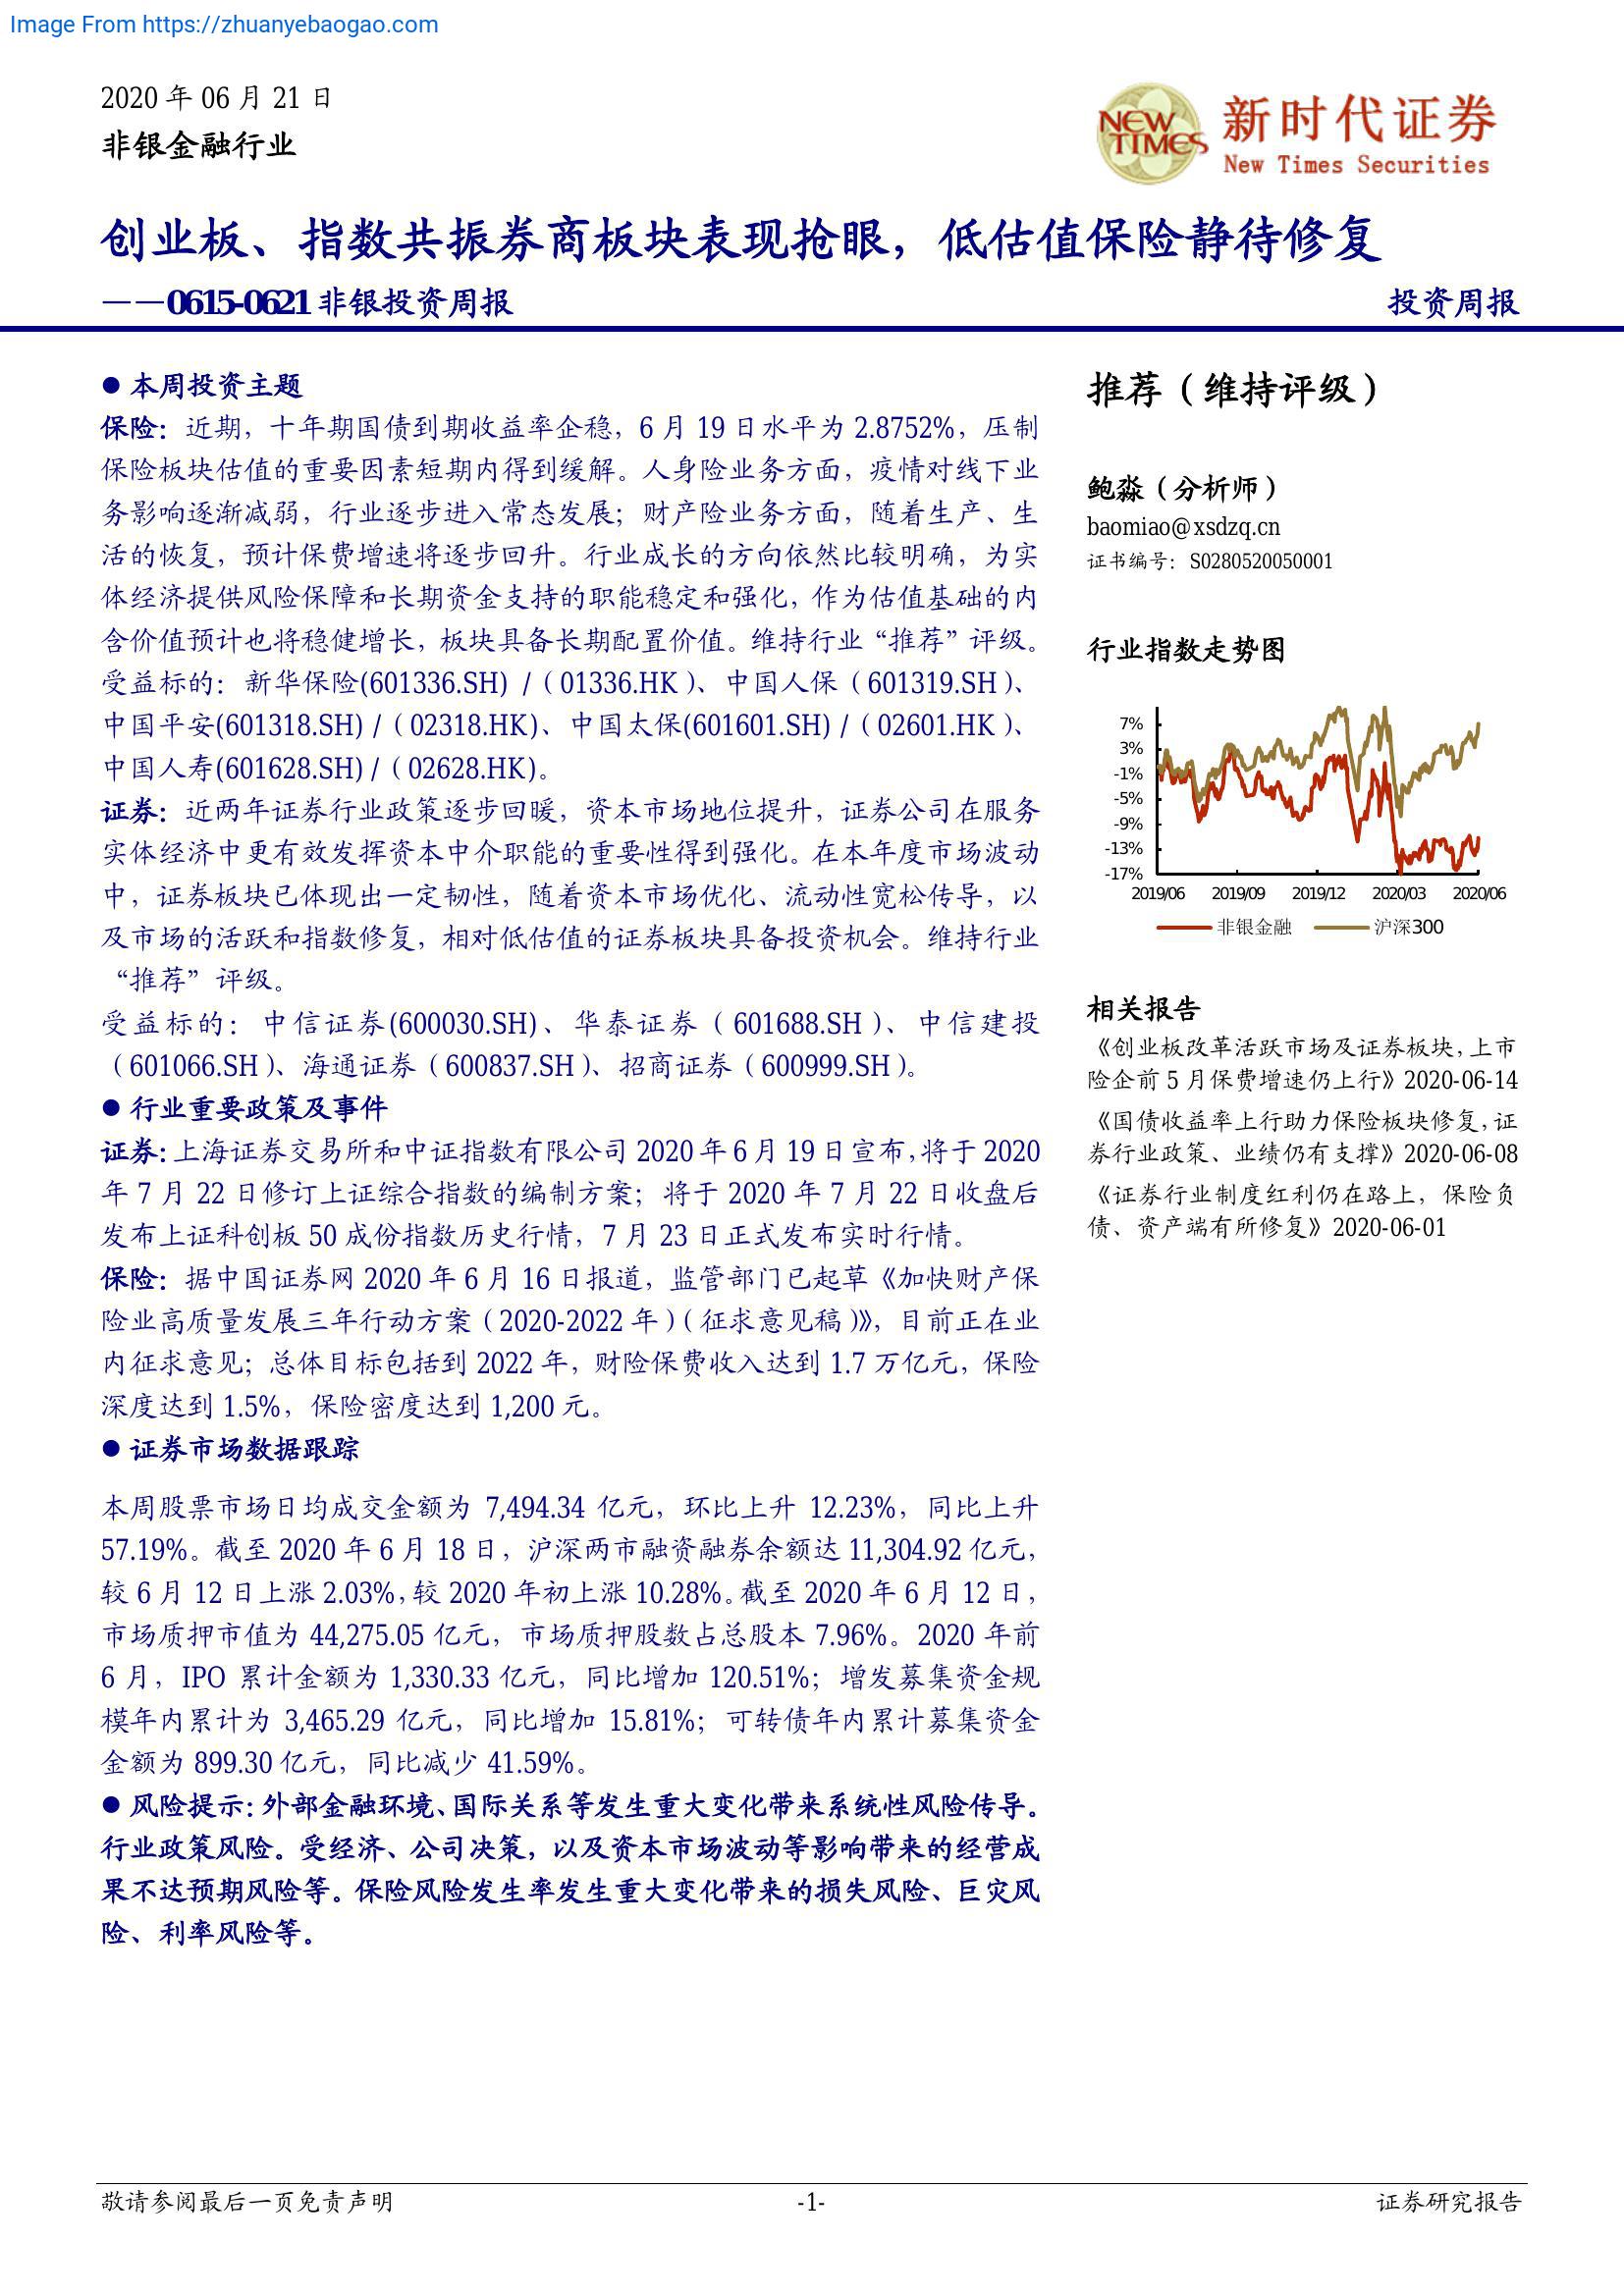 Image From https://zhuanyebaogao.com
2020 年 06 月 21 日
非银金融行业
NEW TIMES
新时代证券
New Times Securities
创业板、指数共振券商板块表现抢眼，低估值保险静待修复
——0615-0621 非银投资周报
投资周报
● 本周投资主题
保险：近期，十年期国债到期收益率企稳，6 月 19 日水平为 2.8752%，压制
保险板块估值的重要因素短期内得到缓解。人身险业务方面，疫情对线下业
务影响逐渐减弱，行业逐步进入常态发展；财产险业务方面，随着生产、生
活的恢复，预计保费增速将逐步回升。行业成长的方向依然比较明确，为实
体经济提供风险保障和长期资金支持的职能稳定和强化，作为估值基础的内
含价值预计也将稳健增长，板块具备长期配置价值。维持行业“推荐”评级。
受益标的：新华保险(601336.SH) /（01336.HK）、中国人保（601319.SH）、
中国平安(601318.SH) /（02318.HK)、中国太保(601601.SH) /（02601.HK）、
中国人寿(601628.SH) /（02628.HK)。
证券：近两年证券行业政策逐步回暖，资本市场地位提升，证券公司在服务
实体经济中更有效发挥资本中介职能的重要性得到强化。在本年度市场波动
中，证券板块已体现出一定韧性，随着资本市场优化、流动性宽松传导，以
及市场的活跃和指数修复，相对低估值的证券板块具备投资机会。维持行业
“推荐”评级。
受益标的：中信证券(600030.SH)、华泰证券（601688.SH）、中信建投
（601066.SH）、海通证券（600837.SH）、招商证券（600999.SH）。
● 行业重要政策及事件
证券：上海证券交易所和中证指数有限公司 2020 年 6 月 19 日宣布，将于 2020
年 7 月 22 日修订上证综合指数的编制方案；将于 2020 年 7 月 22 日收盘后
发布上证科创板 50 成份指数历史行情，7 月 23 日正式发布实时行情。
保险：据中国证券网 2020 年 6 月 16 日报道，监管部门已起草《加快财产保
险业高质量发展三年行动方案（2020-2022 年）（征求意见稿）》，目前正在业
内征求意见；总体目标包括到 2022 年，财险保费收入达到 1.7 万亿元，保险
深度达到 1.5%，保险密度达到 1,200 元。
● 证券市场数据跟踪
本周股票市场日均成交金额为 7,494.34 亿元，环比上升 12.23%，同比上升
57.19%。截至 2020 年 6 月 18 日，沪深两市融资融券余额达 11,304.92 亿元，
较 6 月 12 日上涨 2.03%，较 2020 年初上涨 10.28%。截至 2020 年 6 月 12 日，
市场质押市值为 44,275.05 亿元，市场质押股数占总股本 7.96%。2020 年前
6 月，IPO 累计金额为 1,330.33 亿元，同比增加 120.51%；增发募集资金规
模年内累计为 3,465.29 亿元，同比增加 15.81%；可转债年内累计募集资金
金额为 899.30 亿元，同比减少 41.59%。
● 风险提示：外部金融环境、国际关系等发生重大变化带来系统性风险传导。
行业政策风险。受经济、公司决策，以及资本市场波动等影响带来的经营成
果不达预期风险等。保险风险发生率发生重大变化带来的损失风险、巨灾风
险、利率风险等。
推荐（维持评级）
鲍淼（分析师）
baomiao@xsdzq.cn
证书编号：S0280520050001
行业指数走势图
7%
3%
-1%
-5%
-9%
-13%
-17%
2019/06 2019/09 2019/12 2020/03 2020/06
非银金融 沪深300
相关报告
《创业板改革活跃市场及证券板块，上市
险企前 5 月保费增速仍上行》2020-06-14
《国债收益率上行助力保险板块修复，证
券行业政策、业绩仍有支撑》2020-06-08
《证券行业制度红利仍在路上，保险负
债、资产端有所修复》2020-06-01
敬请参阅最后一页免责声明
-1-
证券研究报告